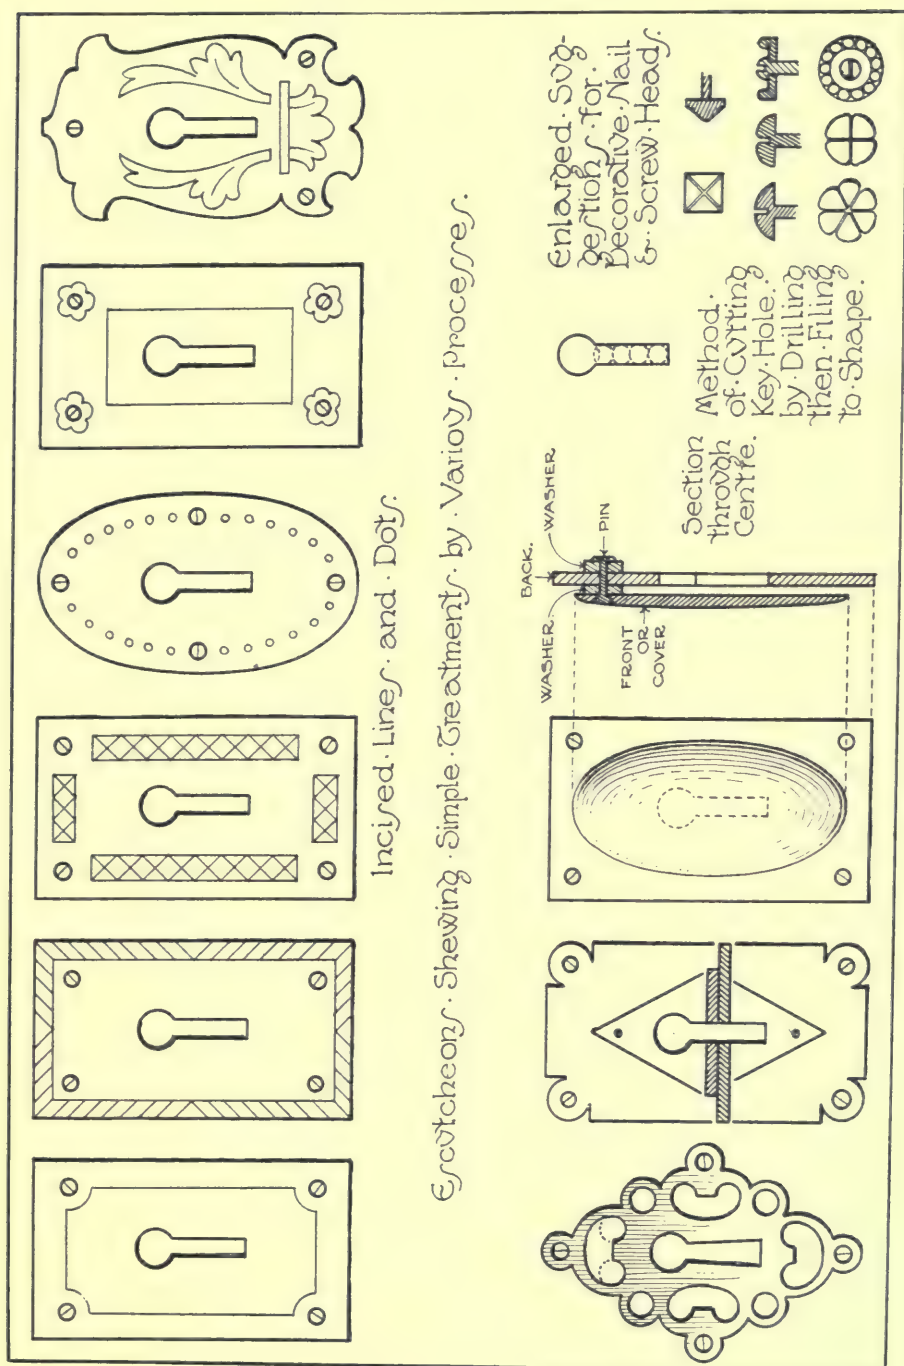 Incised · Lines · and · Dots ·
Escutcheons · Shewing · Simple · Treatment · by · Various · Processes ·
WASHER
BACK.
WASHER
PIN
FRONT
OR
COVER
Section
through
Centre.
Method ·
of · Cutting
Key · Hole ·
by · Drilling
then · Filing
to · Shape ·
Enlarged · Sug-
gestions · for ·
Decorative · Nail
& · Screw · Heads ·